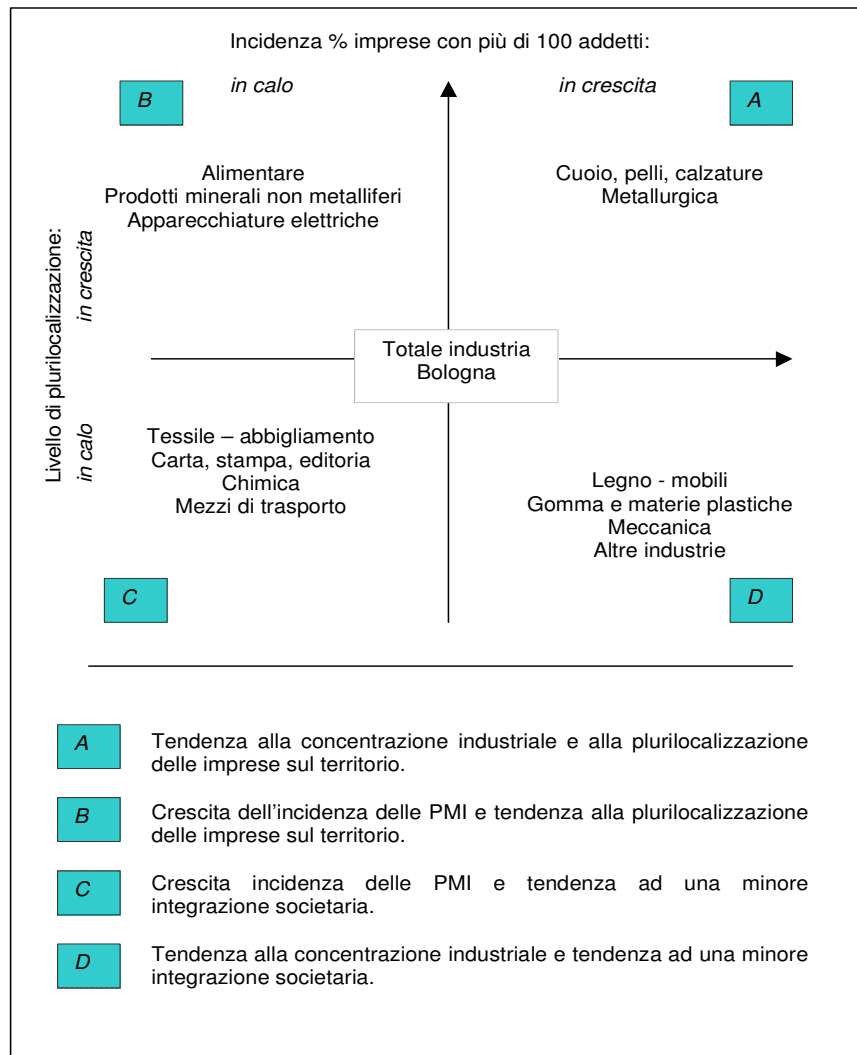 Incidenza % imprese con più di 100 addetti:
in calo
in crescita
B
A
Alimentare
Prodotti minerali non metalliferi
Apparecchiature elettriche
Cuoio, pelli, calzature
Metallurgica
Livello di plurilocalizzazione:
in crescita
in calo
Totale industria
Bologna
Tessile – abbigliamento
Carta, stampa, editoria
Chimica
Mezzi di trasporto
Legno - mobili
Gomma e materie plastiche
Meccanica
Altre industrie
C
D
A
Tendenza alla concentrazione industriale e alla plurilocalizzazione
delle imprese sul territorio.
B
Crescita dell'incidenza delle PMI e tendenza alla plurilocalizzazione
delle imprese sul territorio.
C
Crescita incidenza delle PMI e tendenza ad una minore
integrazione societaria.
D
Tendenza alla concentrazione industriale e tendenza ad una minore
integrazione societaria.